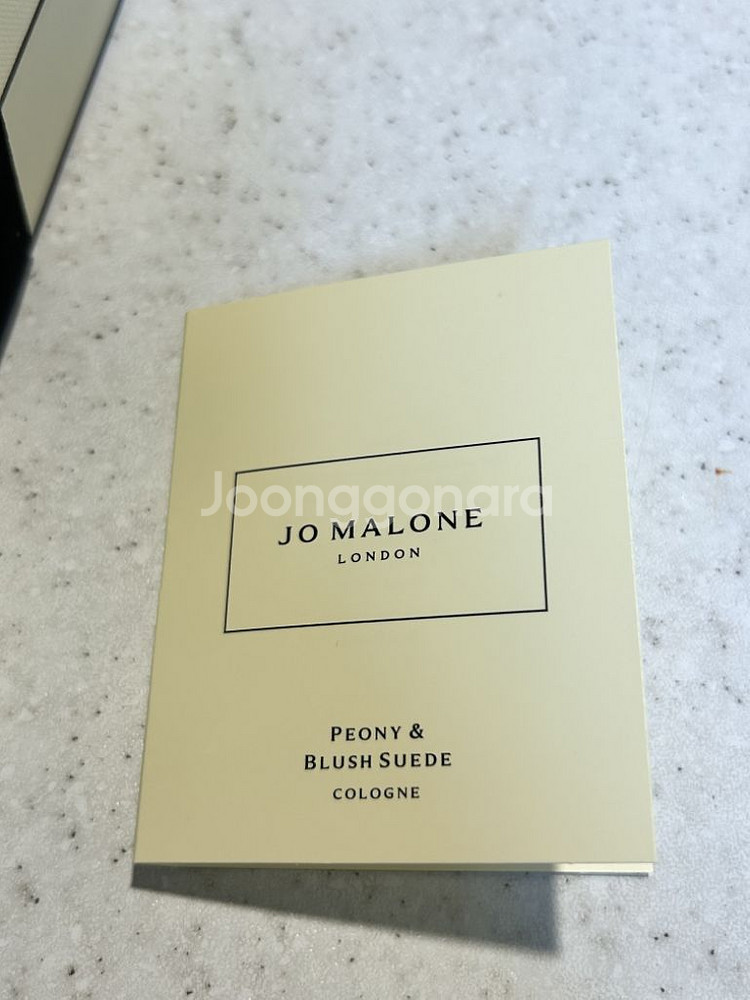 Joonggonara
JO MALONE
LONDON
PEONY &
BLUSH SUEDE
COLOGNE